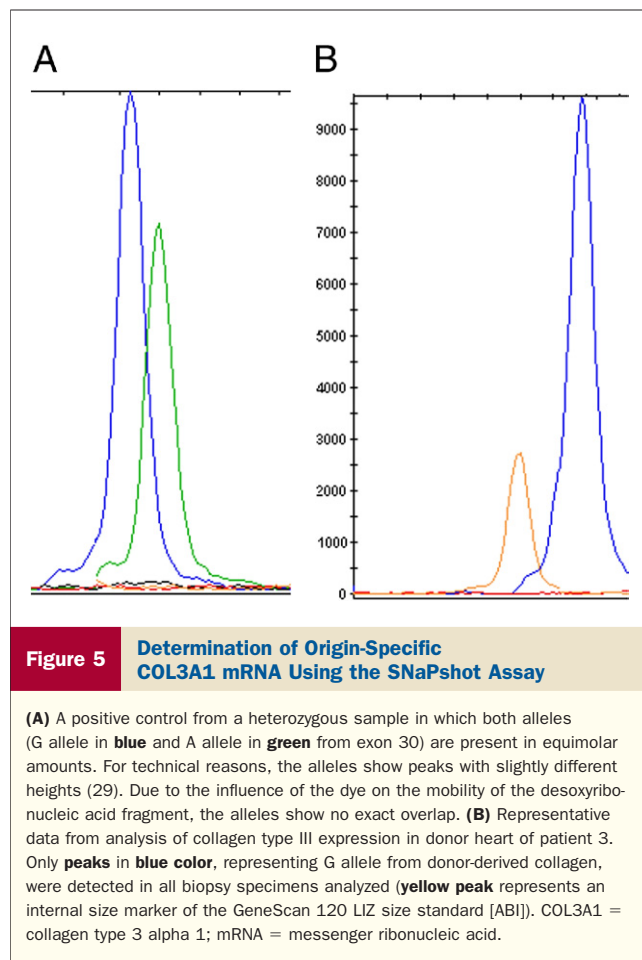 A
B
9000
8000
7000
6000
5000
4000
3000
2000
1000
0
Figure 5
Determination of Origin-Specific
COL3A1 mRNA Using the SNaPshot Assay
(A) A positive control from a heterozygous sample in which both alleles
(G allele in blue and A allele in green from exon 30) are present in equimolar
amounts. For technical reasons, the alleles show peaks with slightly different
heights (29). Due to the influence of the dye on the mobility of the desoxyribo-
nucleic acid fragment, the alleles show no exact overlap. (B) Representative
data from analysis of collagen type III expression in donor heart of patient 3.
Only peaks in blue color, representing G allele from donor-derived collagen,
were detected in all biopsy specimens analyzed (yellow peak represents an
internal size marker of the GeneScan 120 LIZ size standard [ABI]). COL3A1 =
collagen type 3 alpha 1; mRNA = messenger ribonucleic acid.